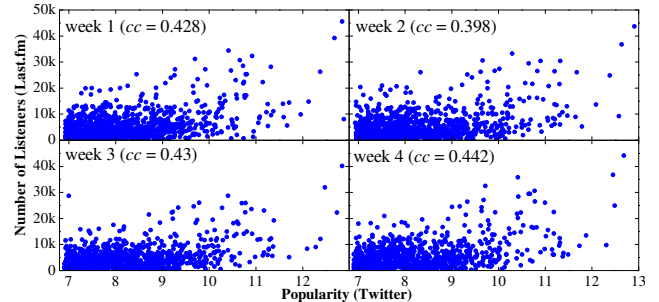 50k
week 1 (cc = 0.428)
week 2 (cc = 0.398)
40k
30k
20k
10k
0
week 3 (cc = 0.43)
week 4 (cc = 0.442)
40k
30k
20k
10k
0
7 8 9 10 11 12 7 8 9 10 11 12 13
Number of Listeners (Last.fm)
Popularity (Twitter)